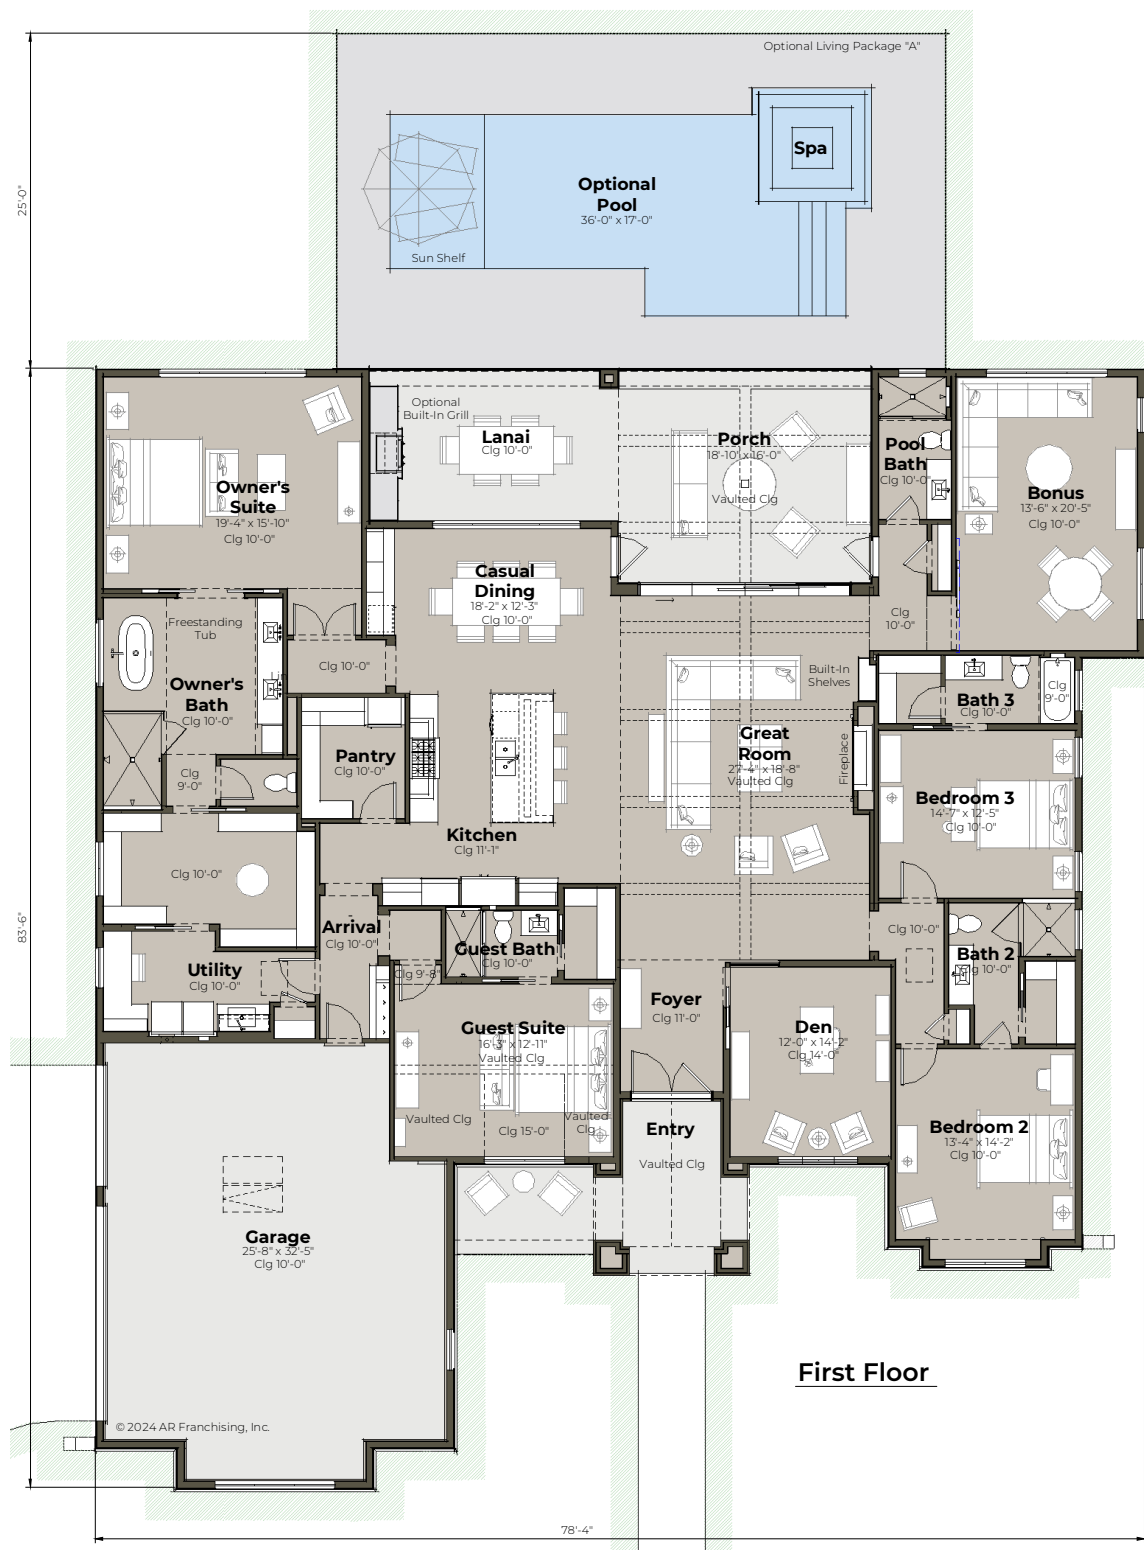 Optional Living Package "A"
Spa
Optional
Pool
36'-0" x 17'-0"
Sun Shelf
25'-0"
Optional
Built-In Grill
Lanai
Clg 10'-0"
Porch
18'-10" x 16'-0"
Vaulted Clg
Pool
Bath
Clg 10'-0"
Bonus
13'-6" x 20'-5"
Clg 10'-0"
Owner's
Suite
19'-4" x 15'-10"
Clg 10'-0"
Casual
Dining
18'-2" x 12'-3"
Clg 10'-0"
Clg
10'-0"
Freestanding
Tub
Clg 10'-0"
Owner's
Bath
Clg 10'-0"
Built-In
Shelves
Bath 3
Clg 10'-0"
Clg
9'-0"
Pantry
Clg 10'-0"
Great
Room
27'-4" x 18'-8"
Vaulted Clg
Fireplace
Clg
9'-0"
Bedroom 3
14'-7" x 12'-5"
Clg 10'-0"
Kitchen
Clg 11'-1"
Clg 10'-0"
83'-6"
Arrival
Clg 10'-0"
Guest Bath
Clg 10'-0"
Clg 9'-8"
Clg 10'-0"
Bath 2
Clg 10'-0"
Utility
Clg 10'-0"
Foyer
Clg 11'-0"
Guest Suite
16'-3" x 12'-11"
Vaulted Clg
Den
12'-0" x 14'-2"
Clg 14'-0"
Vaulted Clg
Clg 15'-0"
Vaulted
Clg
Entry
Vaulted Clg
Bedroom 2
13'-4" x 14'-2"
Clg 10'-0"
Garage
25'-8" x 32'-5"
Clg 10'-0"
First Floor
© 2024 AR Franchising, Inc.
78'-4"